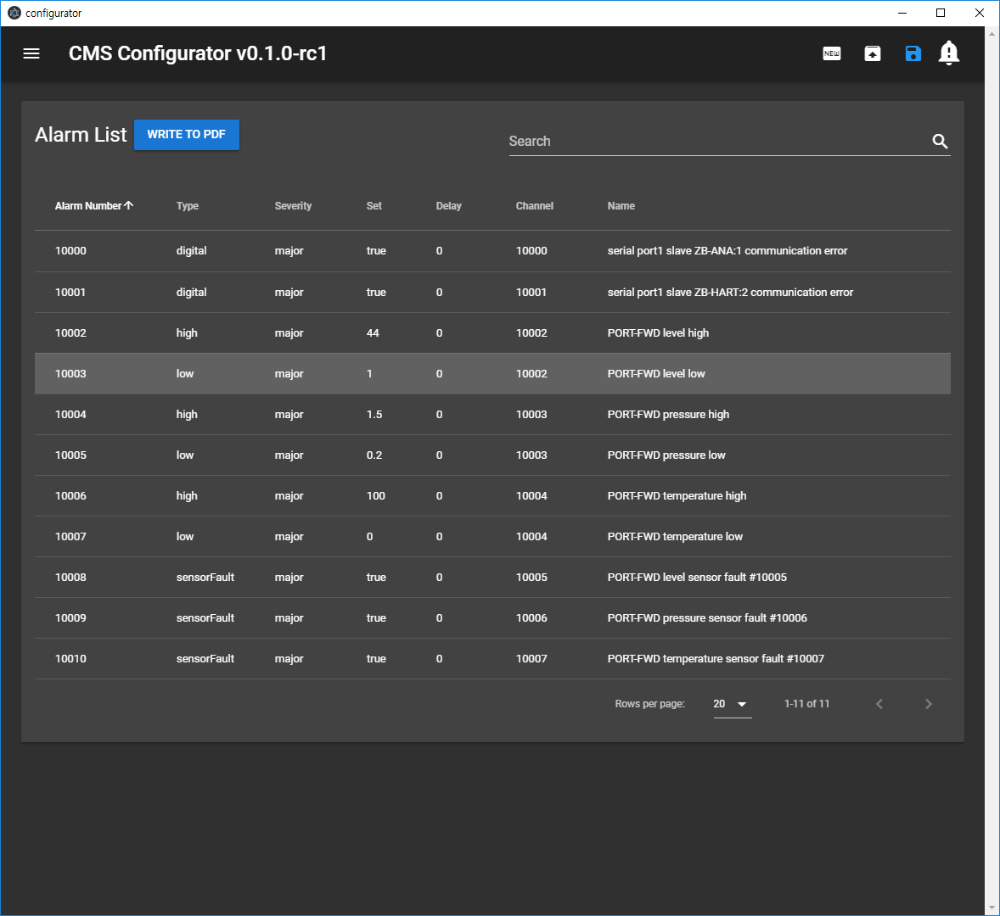 configurator
CMS Configurator v0.1.0-rc1
NEW
Alarm List WRITE TO PDF
Search
Alarm Number Type Severity Set Delay Channel Name
10000 digital major true 0 10000 serial port1 slave ZB-ANA:1 communication error
10001 digital major true 0 10001 serial port1 slave ZB-HART:2 communication error
10002 high major 44 0 10002 PORT-FWD level high
10003 low major 1 0 10002 PORT-FWD level low
10004 high major 1.5 0 10003 PORT-FWD pressure high
10005 low major 0.2 0 10003 PORT-FWD pressure low
10006 high major 100 0 10004 PORT-FWD temperature high
10007 low major 0 0 10004 PORT-FWD temperature low
10008 sensorFault major true 0 10005 PORT-FWD level sensor fault #10005
10009 sensorFault major true 0 10006 PORT-FWD pressure sensor fault #10006
10010 sensorFault major true 0 10007 PORT-FWD temperature sensor fault #10007
Rows per page: 20 1-11 of 11